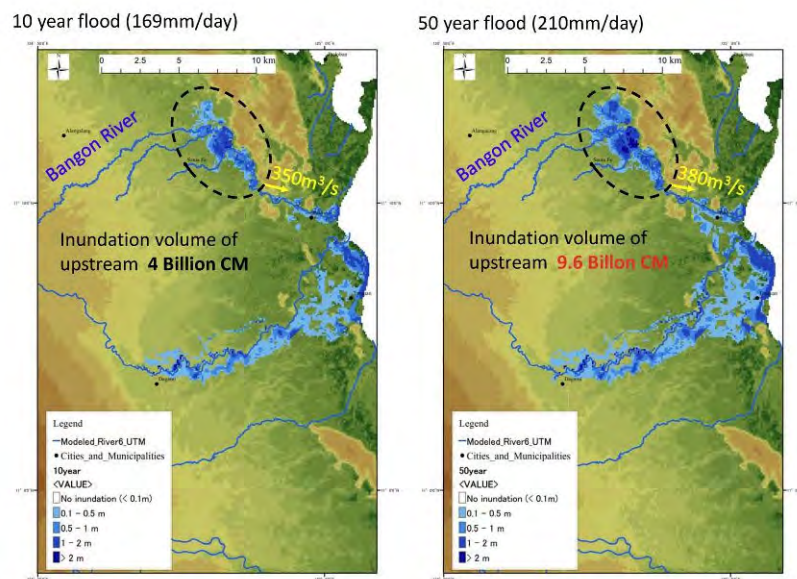 10 year flood (169mm/day)
50 year flood (210mm/day)
0 2.5 5 10 km
Bangon River
350m³/s
Inundation volume of
upstream 4 Billion CM
Legend
Modeled_River6_UTM
Cities_and_Municipalities
10year
<VALUE>
No inundation (< 0.1m)
0.1 – 0.5 m
0.5 - 1 m
1 – 2 m
> 2 m
0 2.5 5 10 km
Bangon River
380m³/s
Inundation volume of
upstream 9.6 Billon CM
Legend
Modeled_River6_UTM
Cities_and_Municipalities
50year
<VALUE>
No inundation (< 0.1m)
0.1 – 0.5 m
0.5 - 1 m
1 – 2 m
> 2 m